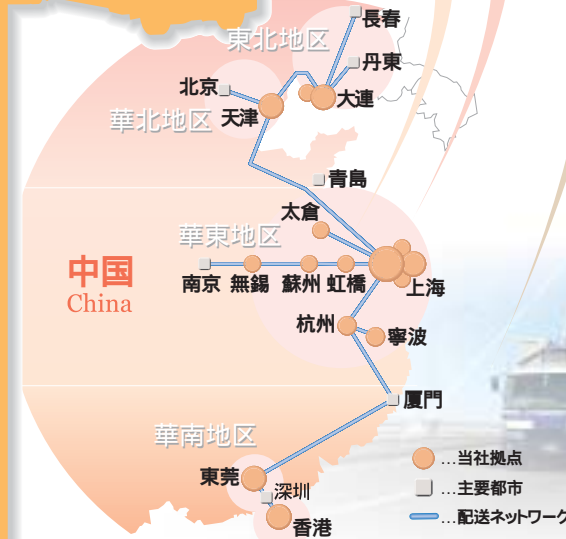 長春
東北地区
丹東
北京
大連
天津
華北地区
青島
太倉
華東地区
中国
China
南京
無錫
蘇州
虹橋
上海
杭州
寧波
厦門
華南地区
東莞
深圳
香港
…当社拠点
…主要都市
…配送ネットワーク